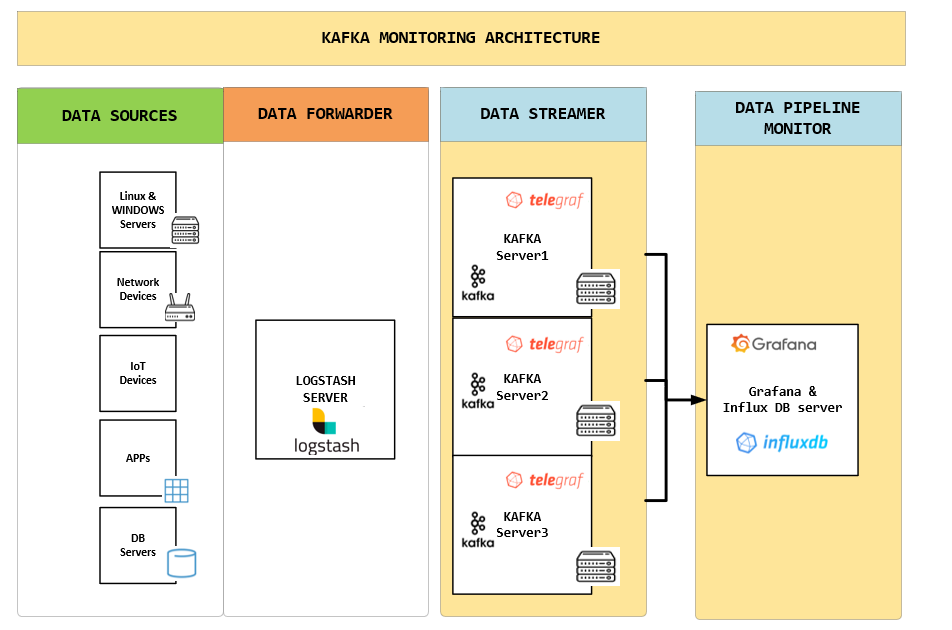 KAFKA MONITORING ARCHITECTURE
DATA SOURCES
DATA FORWARDER
DATA STREAMER
DATA PIPELINE
MONITOR
Linux &
WINDOWS
Servers
Network
Devices
IoT
Devices
APPs
DB
Servers
LOGSTASH
SERVER
logstash
telegraf
KAFKA
Server1
kafka
telegraf
KAFKA
Server2
kafka
telegraf
KAFKA
Server3
kafka
Grafana
Grafana &
Influx DB server
influxdb